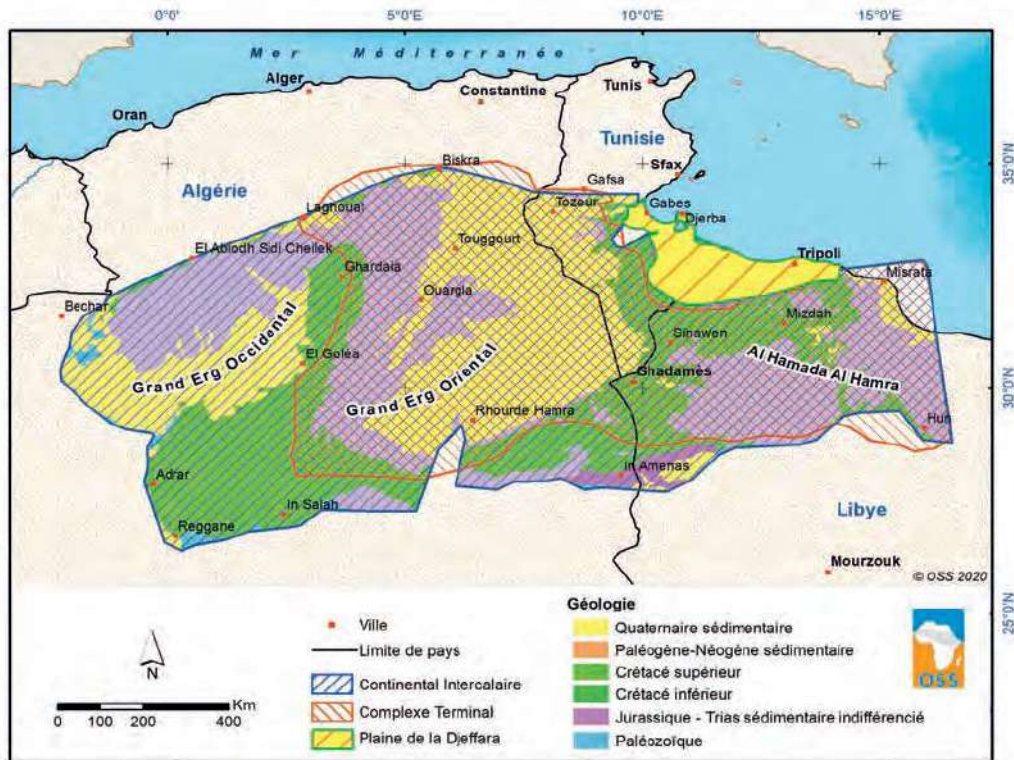 0°0'
5°0'E
10°0'E
15°0'E
Mer Méditerranée
Alger
Constantine
Tunis
Oran
Tunisie
35°0'N
Biskra
Sfax
Algérie
Gafsa
Tozeur
Gabes
Laghouat
Djerba
Touggourt
El Abiodh Sidi Cheilek
Tripoli
Ghardaia
Misrata
Ouargla
Bechar
Mizdah
Sinawen
Grand Erg Occidental
El Goléa
Al Hamada Al Hamra
Ghadamès
Grand Erg Oriental
30°0'N
Rhourde Hamra
Hun
Adrar
In Amenas
In Salah
Reggane
Libye
Mourzouk
© OSS 2020
25°0'N
Géologie
Ville
Quaternaire sédimentaire
Limite de pays
Paléogène-Néogène sédimentaire
N
Crétacé supérieur
OSS
Continental Intercalaire
Crétacé inférieur
0 100 200 400 Km
Complexe Terminal
Jurassique - Trias sédimentaire indifférencié
Plaine de la Djeffara
Paléozoïque